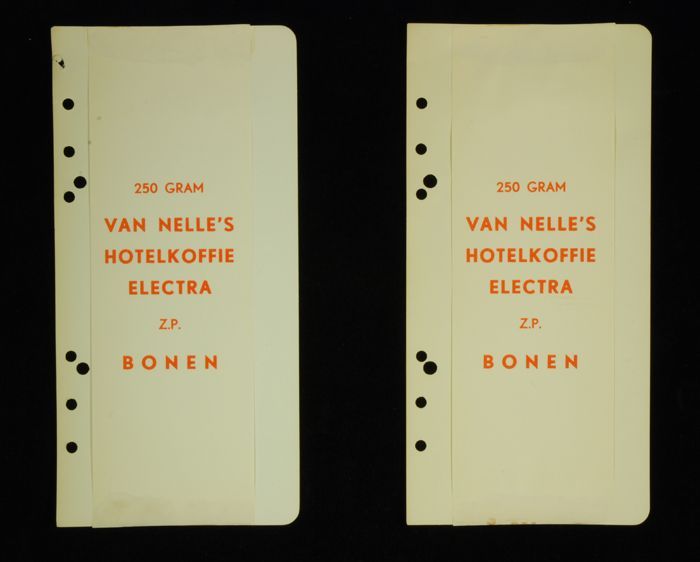 250 GRAM
VAN NELLE'S
HOTELKOFFIE
ELECTRA
Z.P.
BONEN
250 GRAM
VAN NELLE'S
HOTELKOFFIE
ELECTRA
Z.P.
BONEN